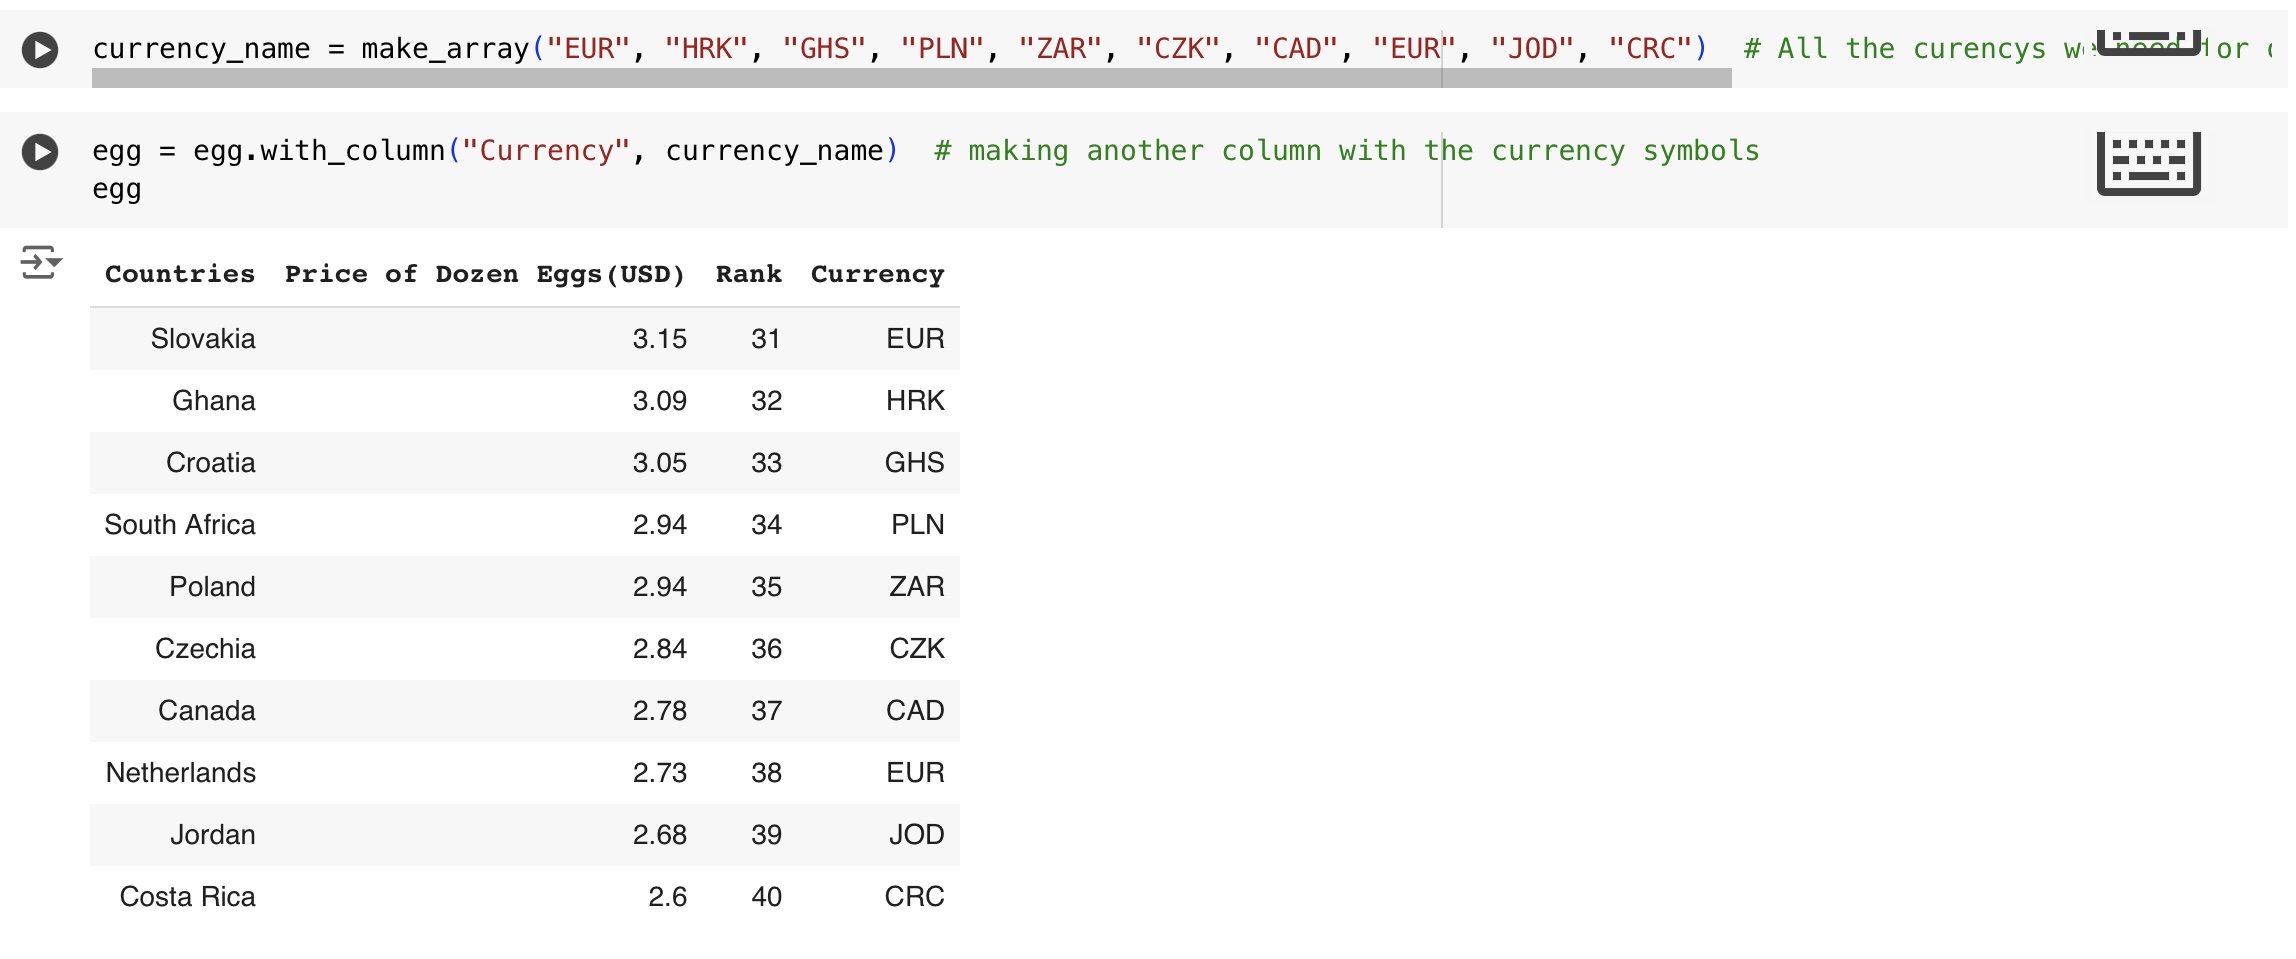 currency_name = make_array("EUR", "HRK", "GHS", "PLN", "ZAR", "CZK", "CAD", "EUR", "JOD", "CRC")  # All the curencys we need for
egg = egg.with_column("Currency", currency_name)  # making another column with the currency symbols
egg
Countries Price of Dozen Eggs(USD) Rank Currency
Slovakia 3.15 31 EUR
Ghana 3.09 32 HRK
Croatia 3.05 33 GHS
South Africa 2.94 34 PLN
Poland 2.94 35 ZAR
Czechia 2.84 36 CZK
Canada 2.78 37 CAD
Netherlands 2.73 38 EUR
Jordan 2.68 39 JOD
Costa Rica 2.6 40 CRC